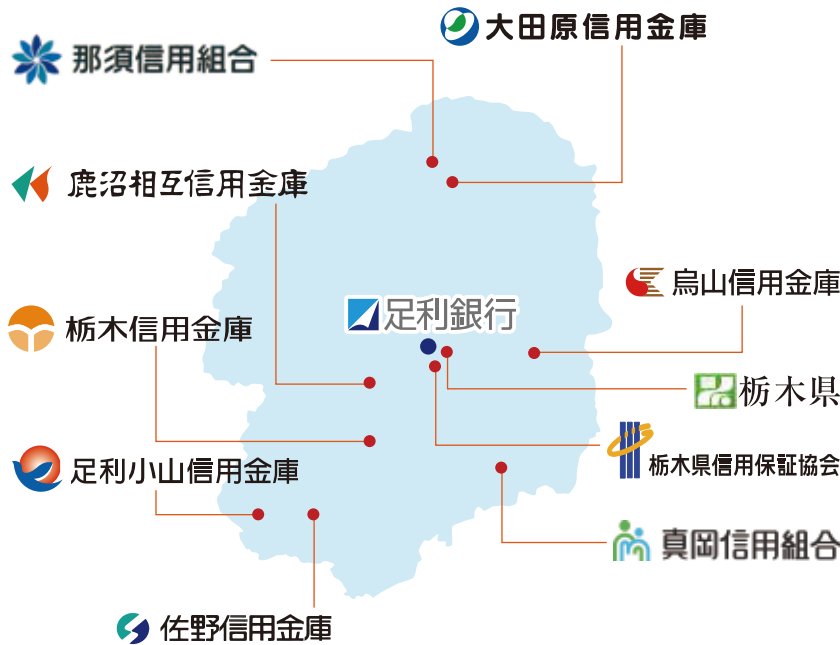 大田原信用金庫
那須信用組合
鹿沼相互信用金庫
烏山信用金庫
足利銀行
栃木信用金庫
栃木県
足利小山信用金庫
栃木県信用保証協会
真岡信用組合
佐野信用金庫